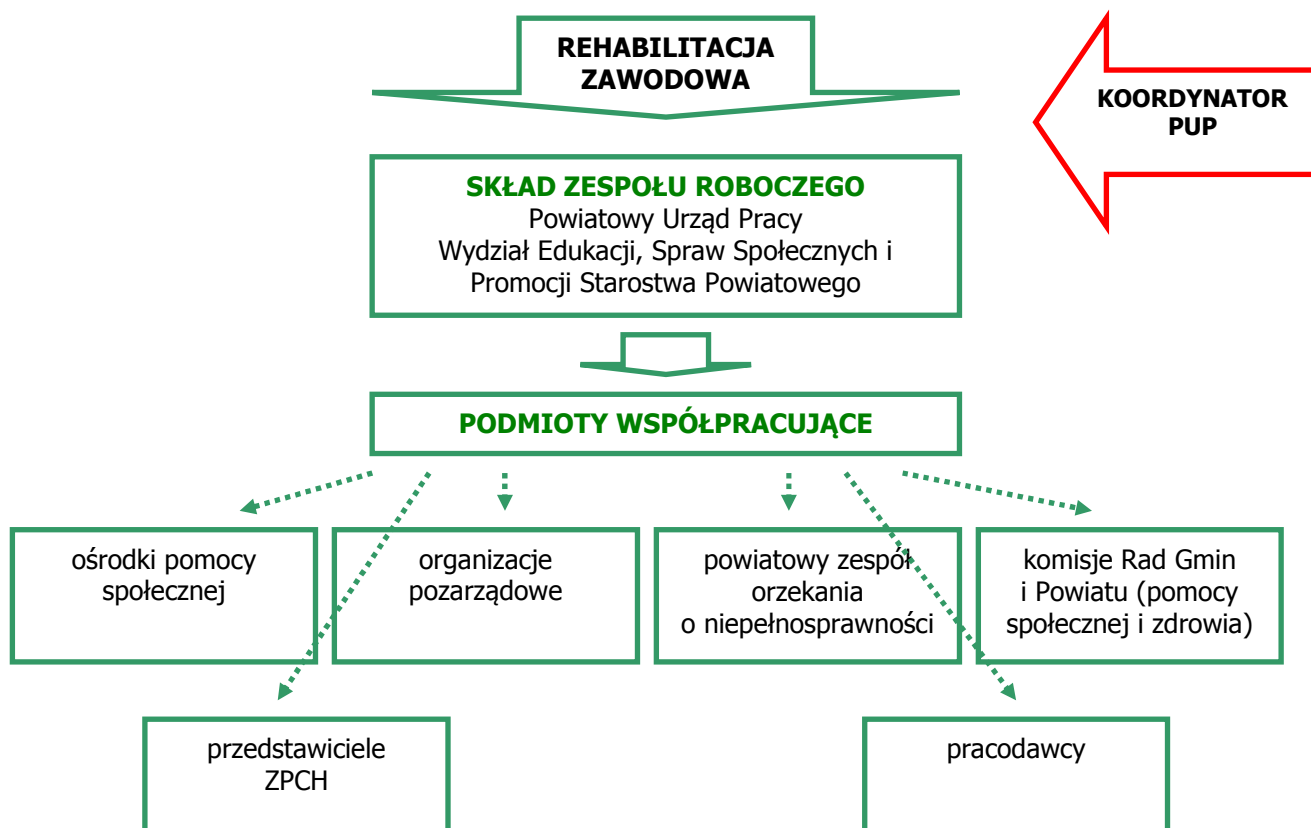 REHABILITACJA
ZAWODOWA
KOORDYNATOR
PUP
SKŁAD ZESPOŁU ROBOCZEGO
Powiatowy Urząd Pracy
Wydział Edukacji, Spraw Społecznych i
Promocji Starostwa Powiatowego
PODMIOTY WSPÓŁPRACUJĄCE
ośrodki pomocy
społecznej
organizacje
pozarządowe
powiatowy zespół
orzekania
o niepełnosprawności
komisje Rad Gmin
i Powiatu (pomocy
społecznej i zdrowia)
przedstawiciele
ZPCH
pracodawcy